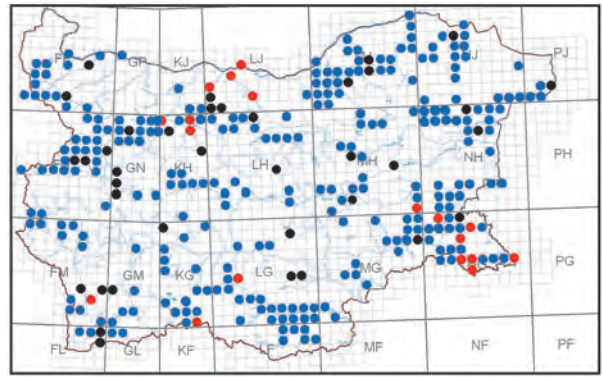 GP KJ LJ PJ
GN KH LH MH NH PH
FM GM KG LG MG PG
FL GL KF LF MF NF PF